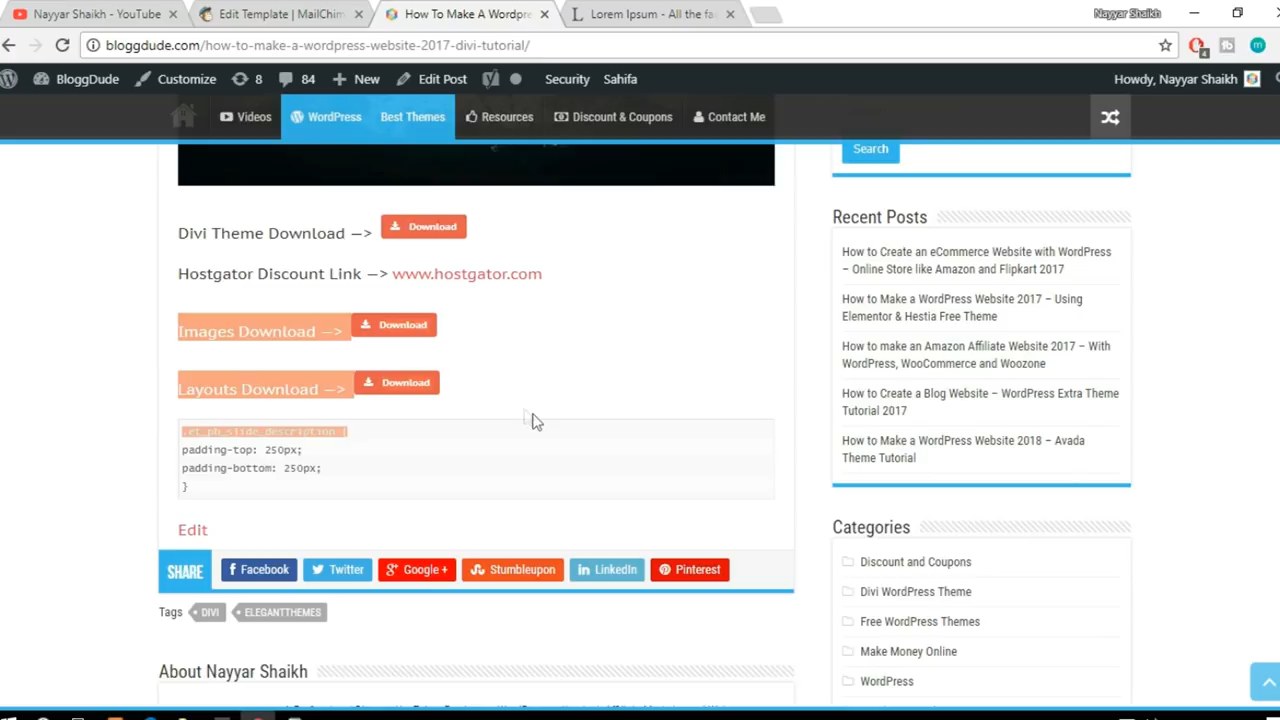 Nayyar Shaikh - YouTube
Edit Template | MailChim
How To Make A Wordpre
Lorem Ipsum - All the fa
Nayyar Shaikh
bloggdude.com/how-to-make-a-wordpress-website-2017-divi-tutorial/
4
tb
m
BloggDude
Customize
8
84
New
Edit Post
Security
Sahifa
Howdy, Nayyar Shaikh
Videos
WordPress
Best Themes
Resources
Discount & Coupons
Contact Me
Divi Theme Download —> Download
Hostgator Discount Link —> www.hostgator.com
Images Download —> Download
Layouts Download —> Download
.et_pb_slide_description {
padding-top: 250px;
padding-bottom: 250px;
}
Edit
SHARE
Facebook
Twitter
Google +
Stumbleupon
LinkedIn
Pinterest
Tags DIVI ELEGANTTHEMES
About Nayyar Shaikh
Search
Recent Posts
How to Create an eCommerce Website with WordPress
– Online Store like Amazon and Flipkart 2017
How to Make a WordPress Website 2017 – Using
Elementor & Hestia Free Theme
How to make an Amazon Affiliate Website 2017 – With
WordPress, WooCommerce and Woozone
How to Create a Blog Website – WordPress Extra Theme
Tutorial 2017
How to Make a WordPress Website 2018 – Avada
Theme Tutorial
Categories
Discount and Coupons
Divi WordPress Theme
Free WordPress Themes
Make Money Online
WordPress